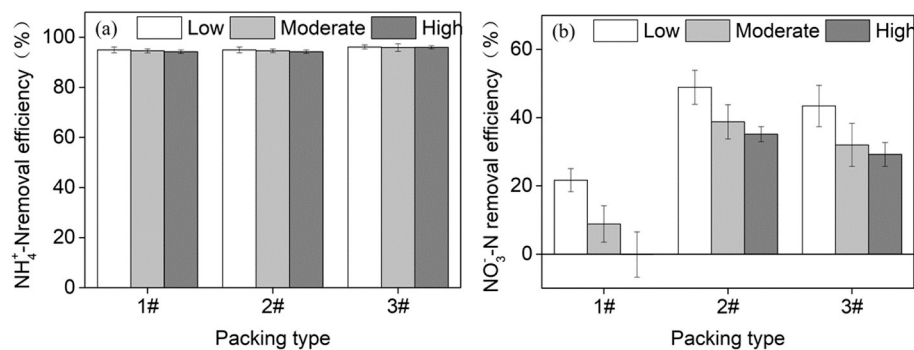 (a) Low Moderate High
NH₄⁺-Nremoval efficiency（%）
100
80
60
40
20
0
1# 2# 3#
Packing type
(b) Low Moderate High
NO₃⁻-N removal efficiency（%）
60
40
20
0
1# 2# 3#
Packing type